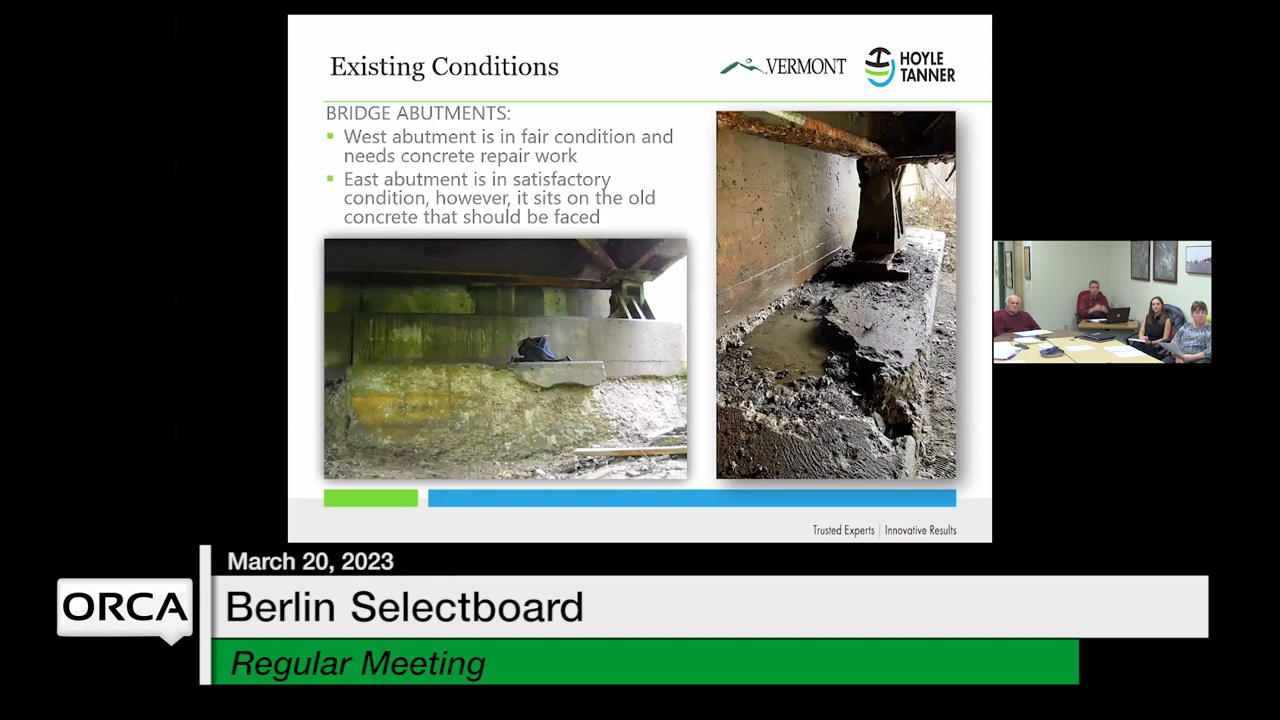 Existing Conditions
VERMONT
HOYLE
TANNER
BRIDGE ABUTMENTS:
West abutment is in fair condition and
needs concrete repair work
East abutment is in satisfactory
condition, however, it sits on the old
concrete that should be faced
Trusted Experts | Innovative Results
March 20, 2023
ORCA
Berlin Selectboard
Regular Meeting